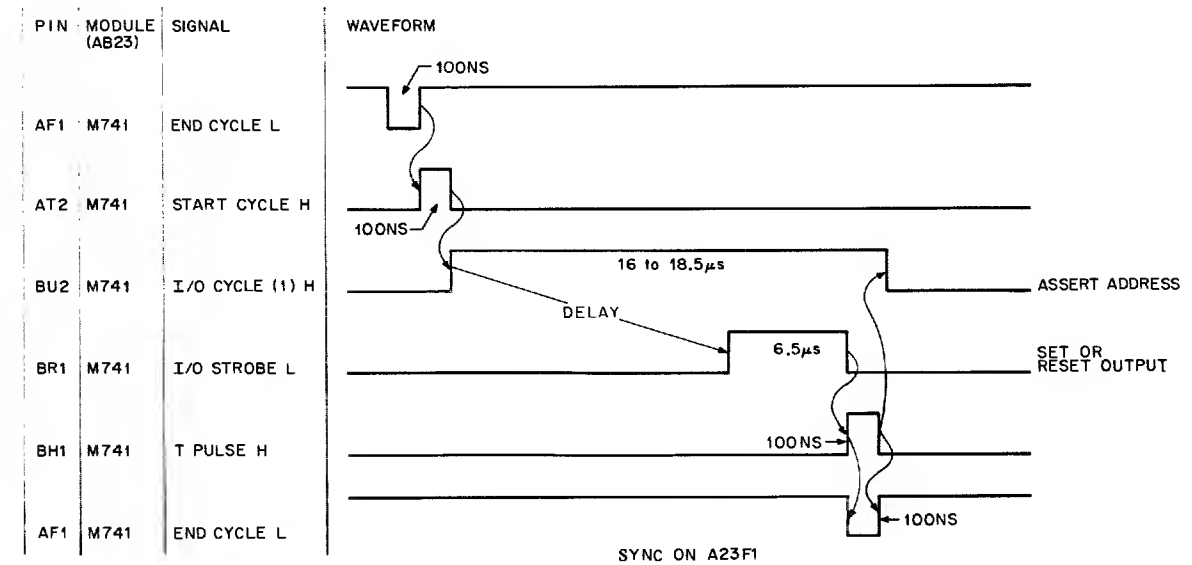 PIN MODULE SIGNAL WAVEFORM
(AB23)
100NS
AF1 M741 END CYCLE L
AT2 M741 START CYCLE H
100NS
16 to 18.5µs
BU2 M741 I/O CYCLE (1) H ASSERT ADDRESS
DELAY
6.5µs
BR1 M741 I/O STROBE L SET OR
RESET OUTPUT
100NS
BH1 M741 T PULSE H
100NS
AF1 M741 END CYCLE L
SYNC ON A23F1